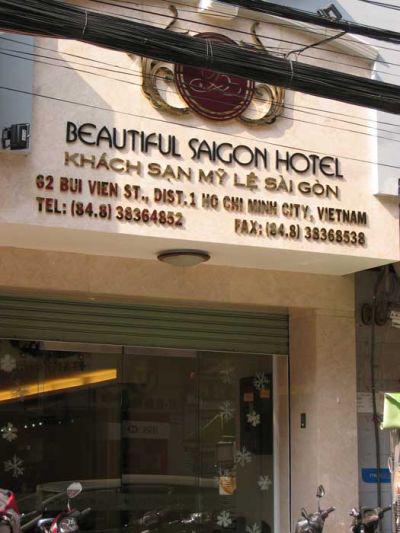 BEAUTIFUL SAIGON HOTEL
KHÁCH SẠN MỸ LỆ SÀI GÒN
62 BUI VIEN ST., DIST.1 HO CHI MINH CITY, VIETNAM
TEL: (84.8) 38364852 FAX: (84.8) 38368538